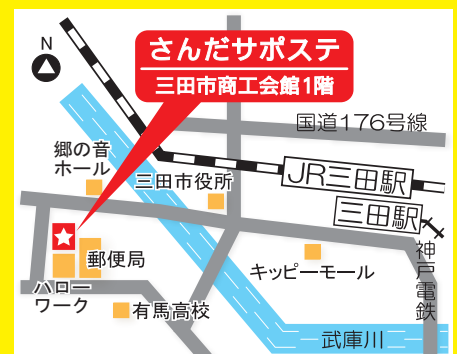 N
さんだサポステ
三田市商工会館1階
国道176号線
郷の音
ホール
三田市役所
JR三田駅
三田駅
神戸電鉄
郵便局
ハロー
ワーク
キッピーモール
有馬高校
武庫川